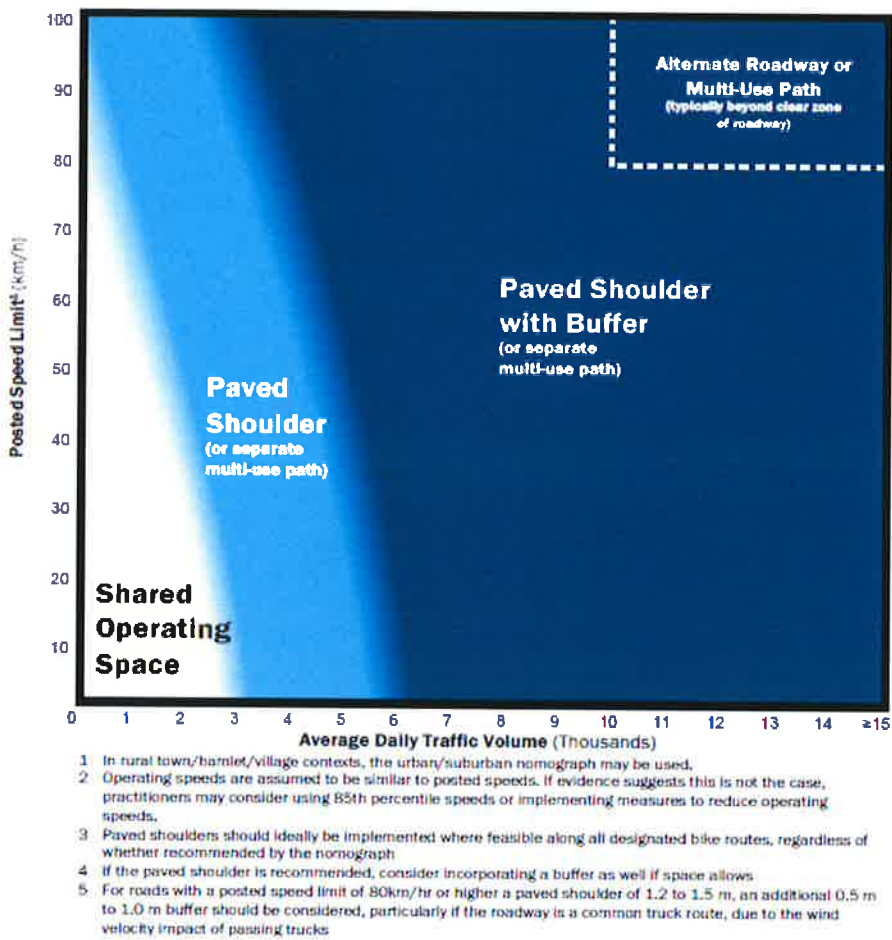 100
90
80
70
60
50
40
30
20
10
Posted Speed Limit² (km/h)
Alternate Roadway or
Multi-Use Path
(typically beyond clear zone
of roadway)
Paved Shoulder
with Buffer
(or separate
multi-use path)
Paved
Shoulder
(or separate
multi-use path)
Shared
Operating
Space
0 1 2 3 4 5 6 7 8 9 10 11 12 13 14 ≥15
Average Daily Traffic Volume (Thousands)
1 In rural town/hamlet/village contexts, the urban/suburban nomograph may be used.
2 Operating speeds are assumed to be similar to posted speeds. If evidence suggests this is not the case,
practitioners may consider using 85th percentile speeds or implementing measures to reduce operating
speeds.
3 Paved shoulders should ideally be implemented where feasible along all designated bike routes, regardless of
whether recommended by the nomograph
4 If the paved shoulder is recommended, consider incorporating a buffer as well if space allows
5 For roads with a posted speed limit of 80km/hr or higher a paved shoulder of 1.2 to 1.5 m, an additional 0.5 m
to 1.0 m buffer should be considered, particularly if the roadway is a common truck route, due to the wind
velocity impact of passing trucks